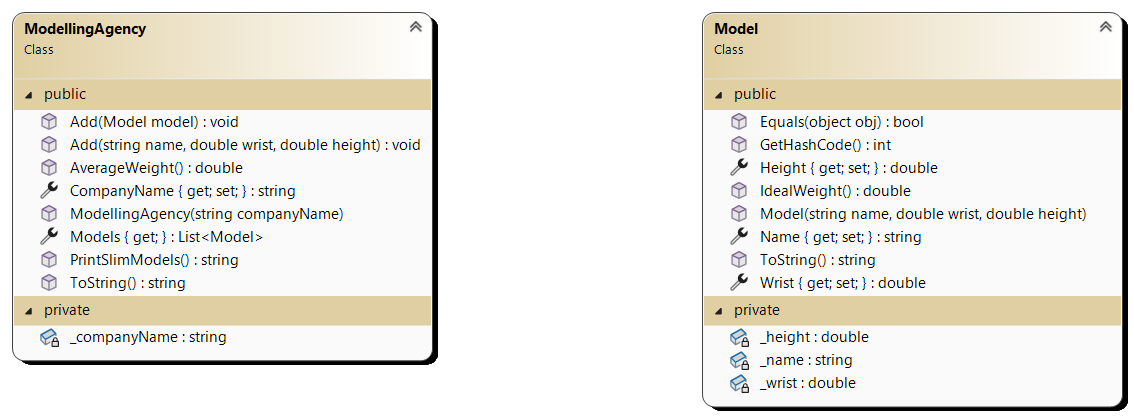 ModellingAgency
Class
public
Add(Model model) : void
Add(string name, double wrist, double height) : void
AverageWeight() : double
CompanyName { get; set; } : string
ModellingAgency(string companyName)
Models { get; } : List<Model>
PrintSlimModels() : string
ToString() : string
private
_companyName : string
Model
Class
public
Equals(object obj) : bool
GetHashCode() : int
Height { get; set; } : double
IdealWeight() : double
Model(string name, double wrist, double height)
Name { get; set; } : string
ToString() : string
Wrist { get; set; } : double
private
_height : double
_name : string
_wrist : double